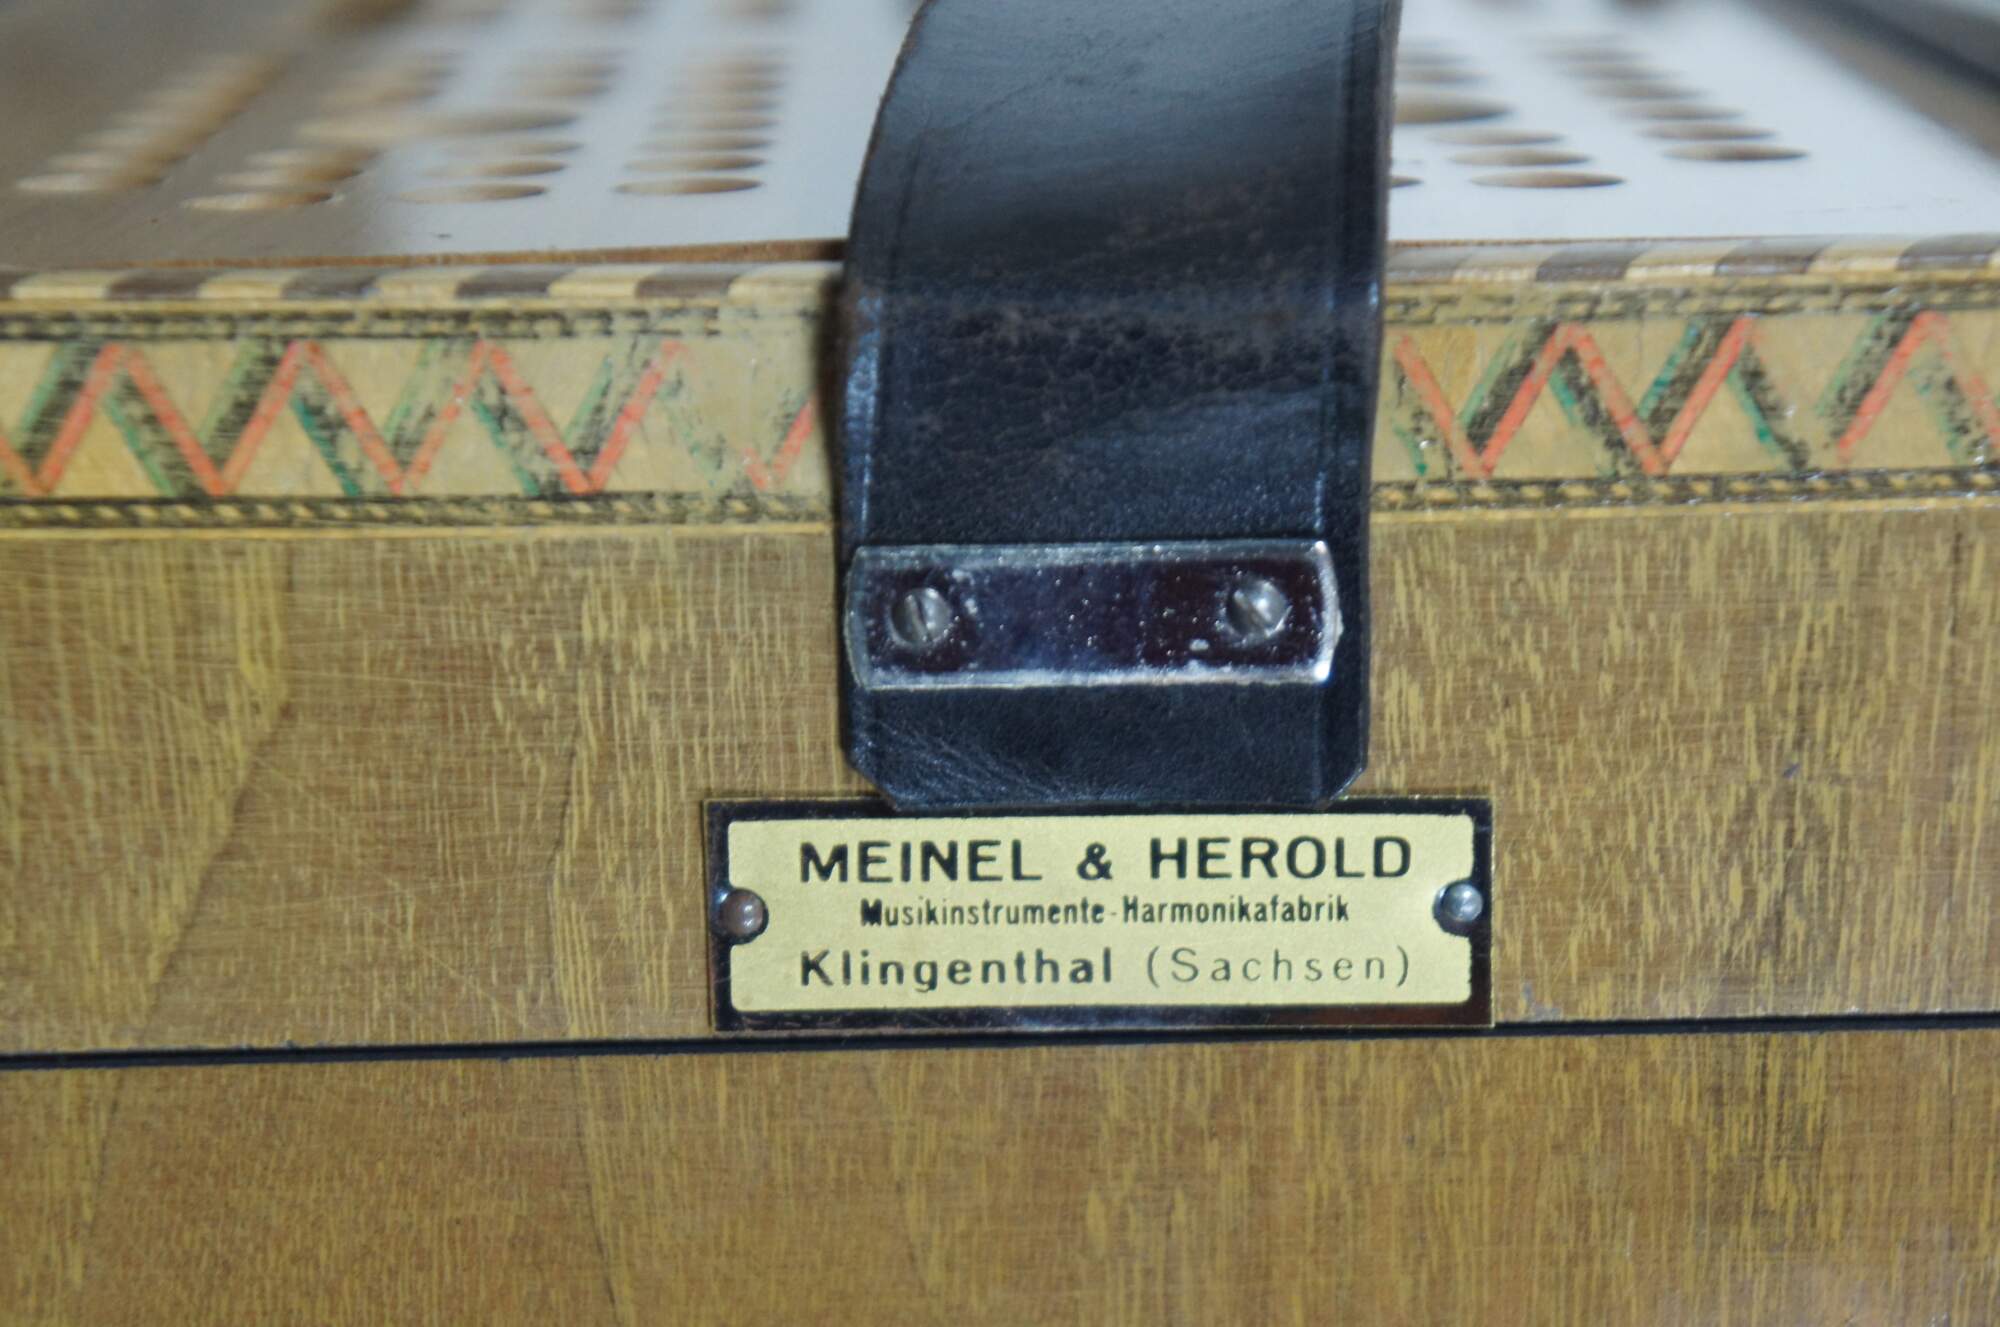 MEINEL & HEROLD
Musikinstrumente-Harmonikafabrik
Klingenthal (Sachsen)